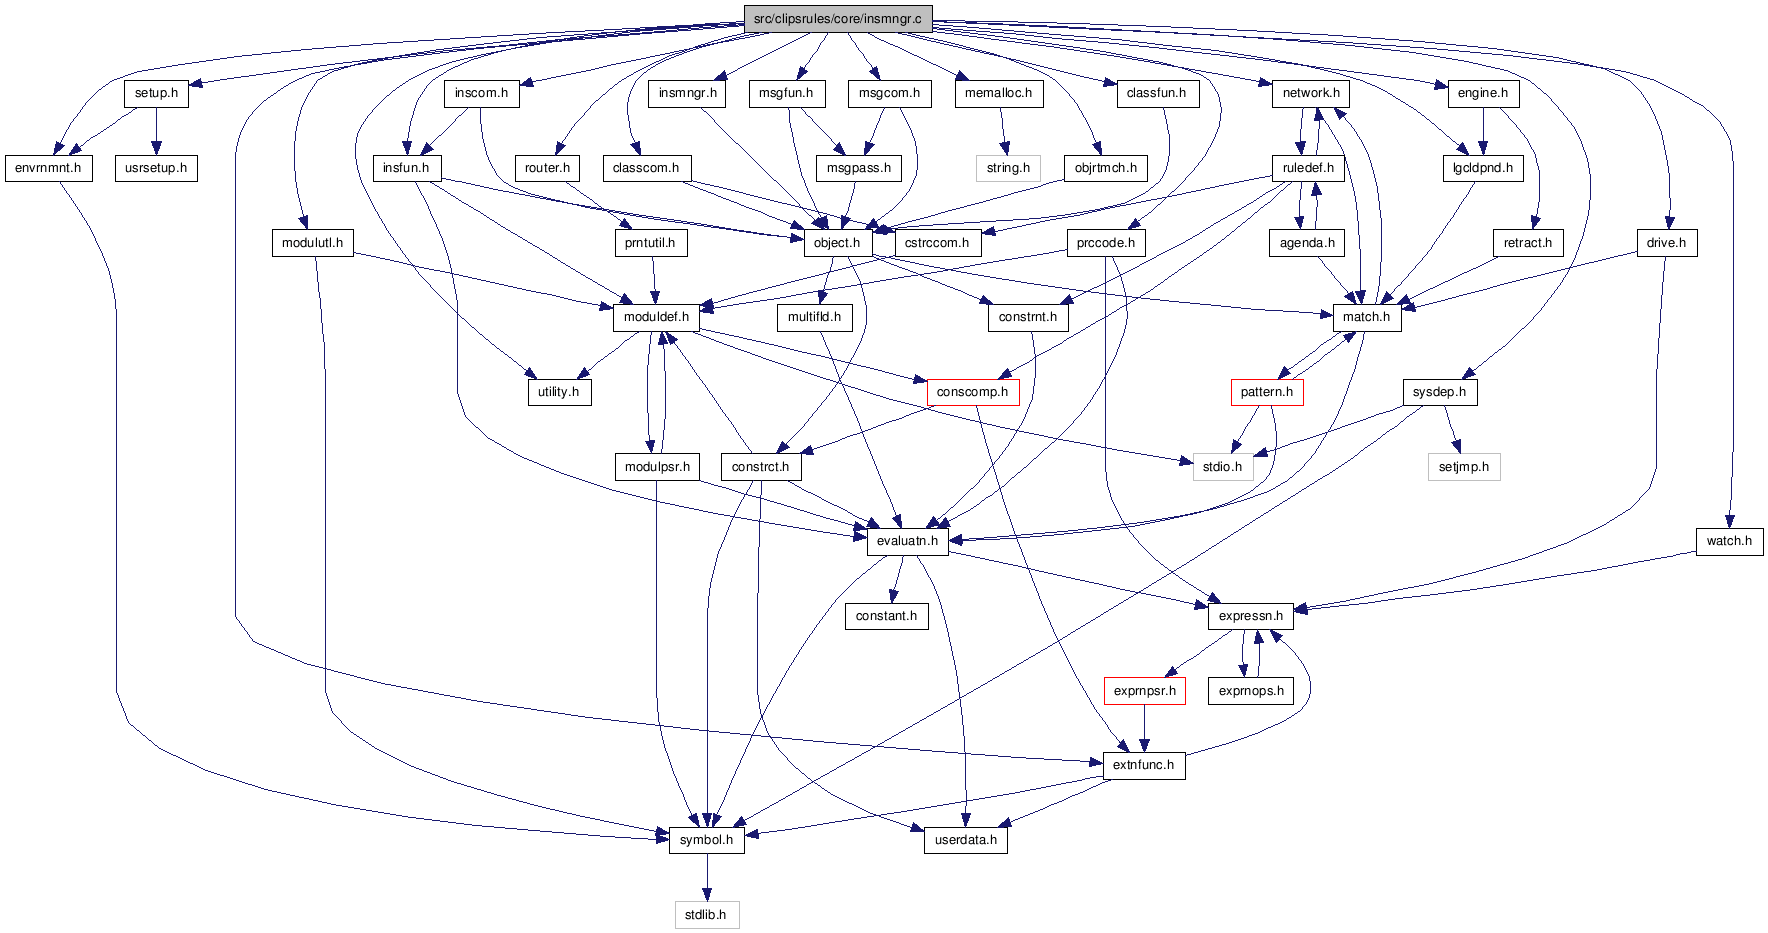 src/clipsrules/core/insmngr.c
setup.h
inscom.h
insmngr.h
msgfun.h
msgcom.h
memalloc.h
classfun.h
network.h
engine.h
envrnmnt.h
usrsetup.h
insfun.h
router.h
classcom.h
msgpass.h
string.h
objrtmch.h
ruledef.h
lgcldpnd.h
modulutl.h
prntutil.h
object.h
cstrccom.h
prccode.h
agenda.h
retract.h
drive.h
moduldef.h
multifld.h
constrnt.h
match.h
utility.h
conscomp.h
pattern.h
sysdep.h
modulpsr.h
constrct.h
stdio.h
setjmp.h
evaluatn.h
watch.h
constant.h
expressn.h
exprnpsr.h
exprnops.h
extnfunc.h
symbol.h
userdata.h
stdlib.h